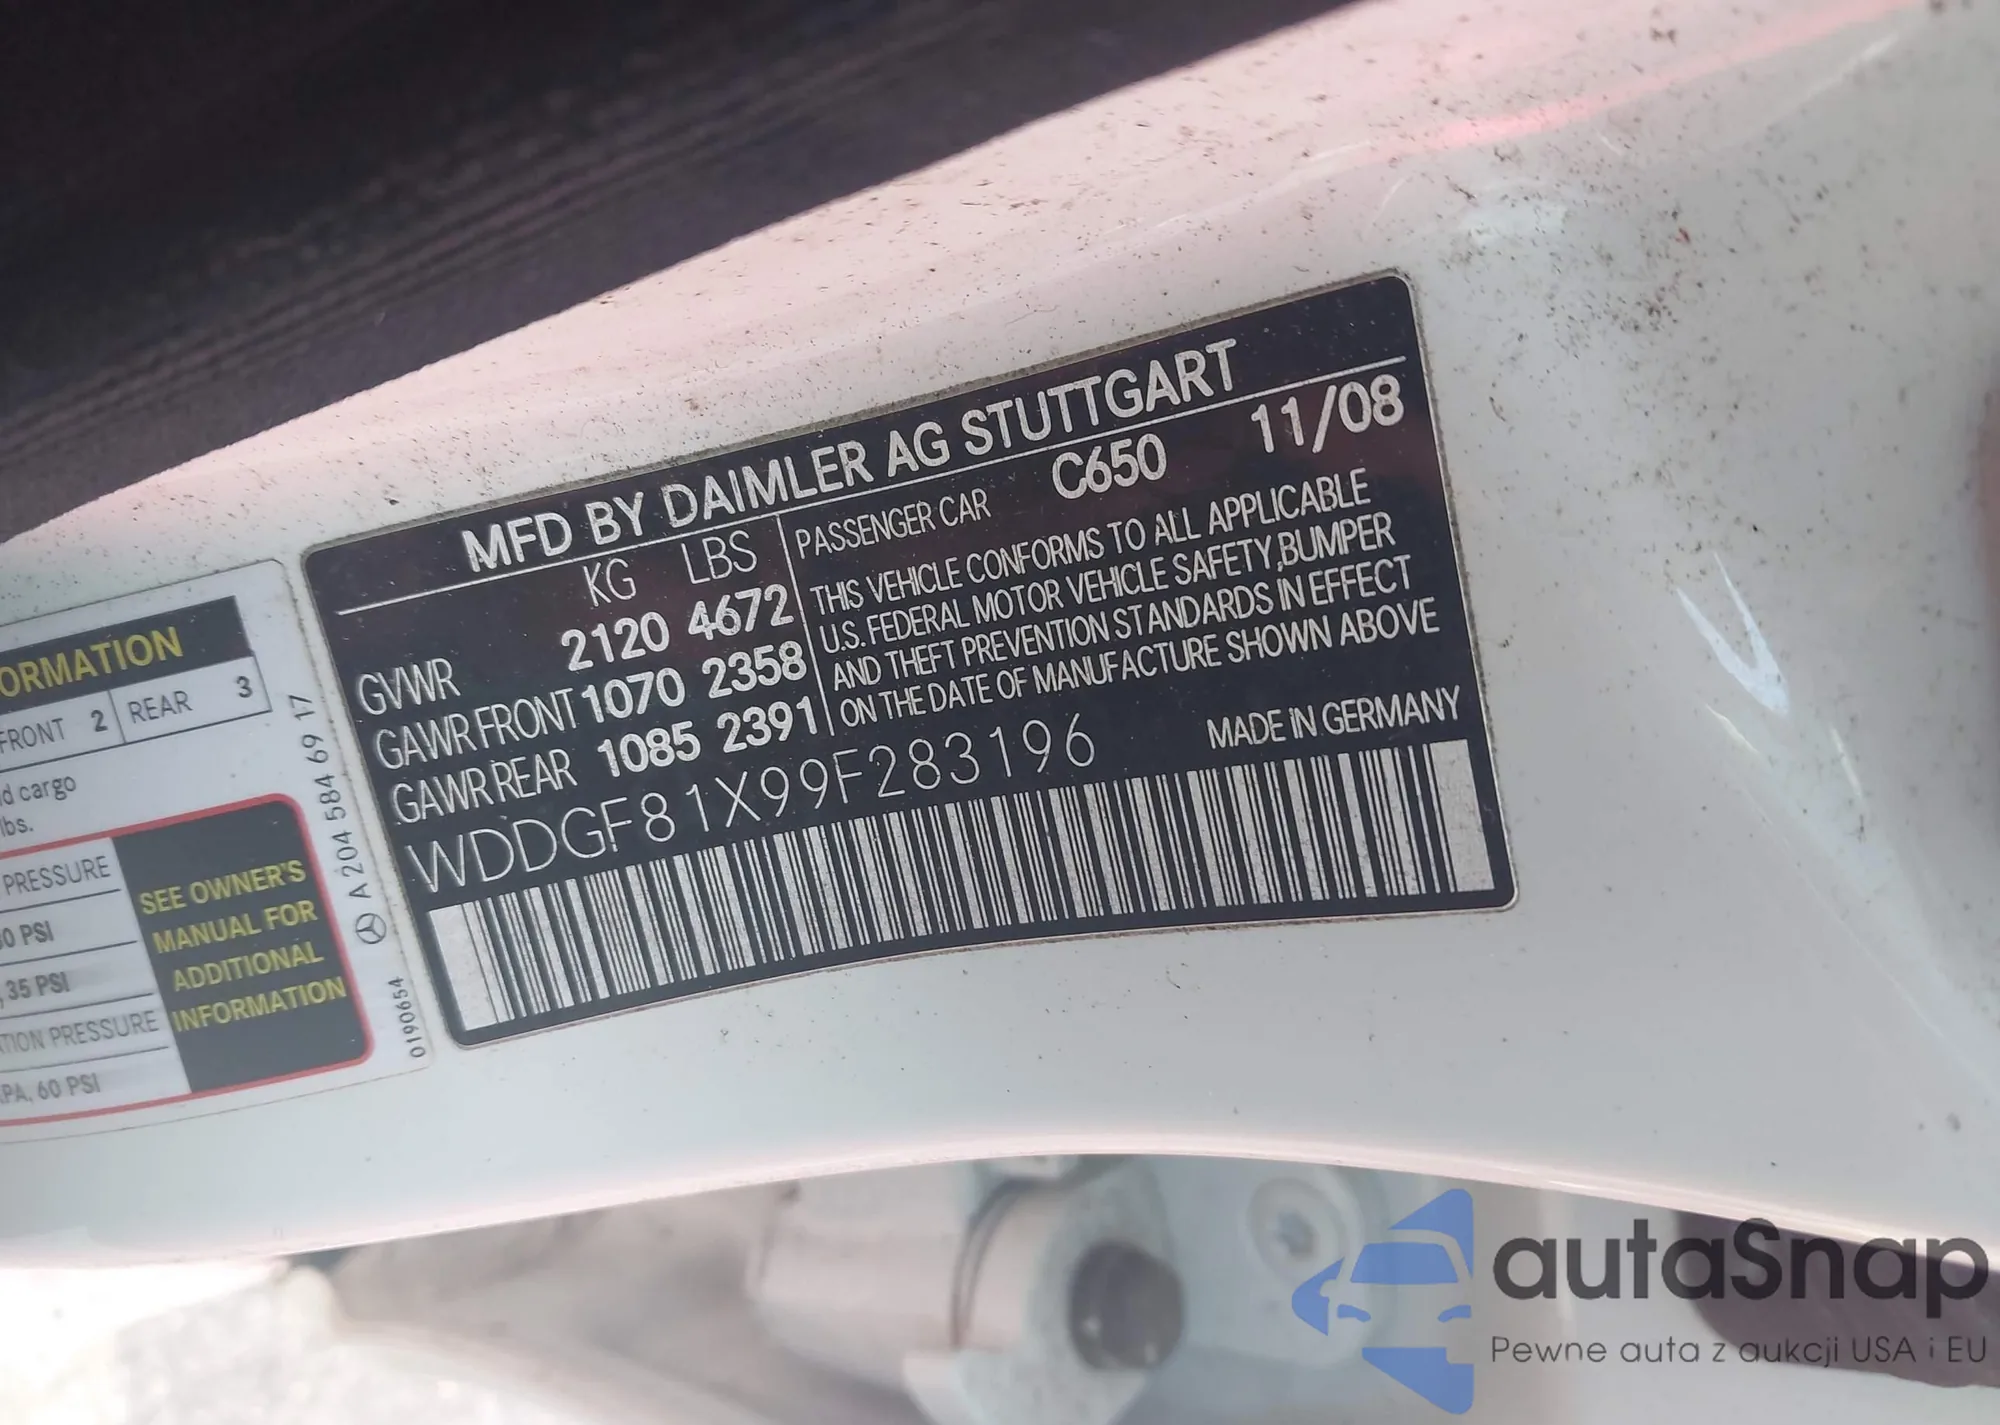 MFD BY DAIMLER AG STUTTGART
KG LBS
GVWR 2120 4672
GAWR FRONT 1070 2358
GAWR REAR 1085 2391
PASSENGER CAR C650 11/08
THIS VEHICLE CONFORMS TO ALL APPLICABLE
U.S. FEDERAL MOTOR VEHICLE SAFETY,BUMPER
AND THEFT PREVENTION STANDARDS IN EFFECT
ON THE DATE OF MANUFACTURE SHOWN ABOVE
WDDGF81X99F283196
MADE IN GERMANY
ORMATION
FRONT 2 REAR 3
d cargo
lbs.
PRESSURE
0 PSI
, 35 PSI
TION PRESSURE
PA, 60 PSI
SEE OWNER'S
MANUAL FOR
ADDITIONAL
INFORMATION
A 204 584 69 17
0190654
autaSnap
Pewne auta z aukcji USA i EU